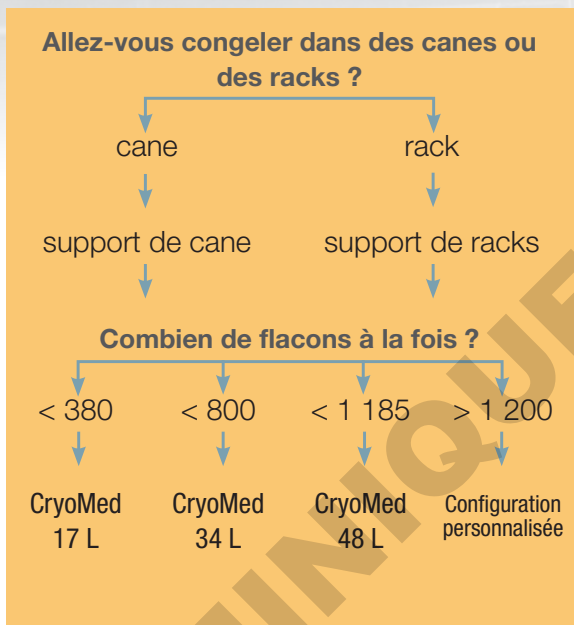 Allez-vous congeler dans des canes ou
des racks ?
cane rack
support de cane support de racks
Combien de flacons à la fois ?
< 380 < 800 < 1 185 > 1 200
CryoMed CryoMed CryoMed Configuration
17 L 34 L 48 L personnalisée